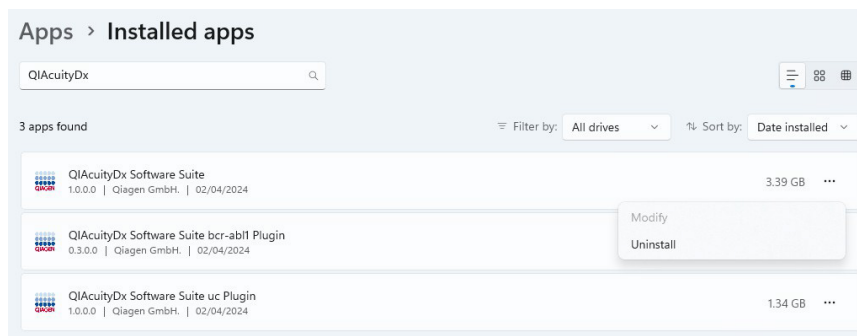 Apps > Installed apps
QIAcuityDx
3 apps found
Filter by: All drives
Sort by: Date installed
QIAGEN
QIAcuityDx Software Suite
1.0.0.0 | Qiagen GmbH. | 02/04/2024
3.39 GB
Modify
Uninstall
QIAGEN
QIAcuityDx Software Suite bcr-abl1 Plugin
0.3.0.0 | Qiagen GmbH. | 02/04/2024
QIAGEN
QIAcuityDx Software Suite uc Plugin
1.0.0.0 | Qiagen GmbH. | 02/04/2024
1.34 GB